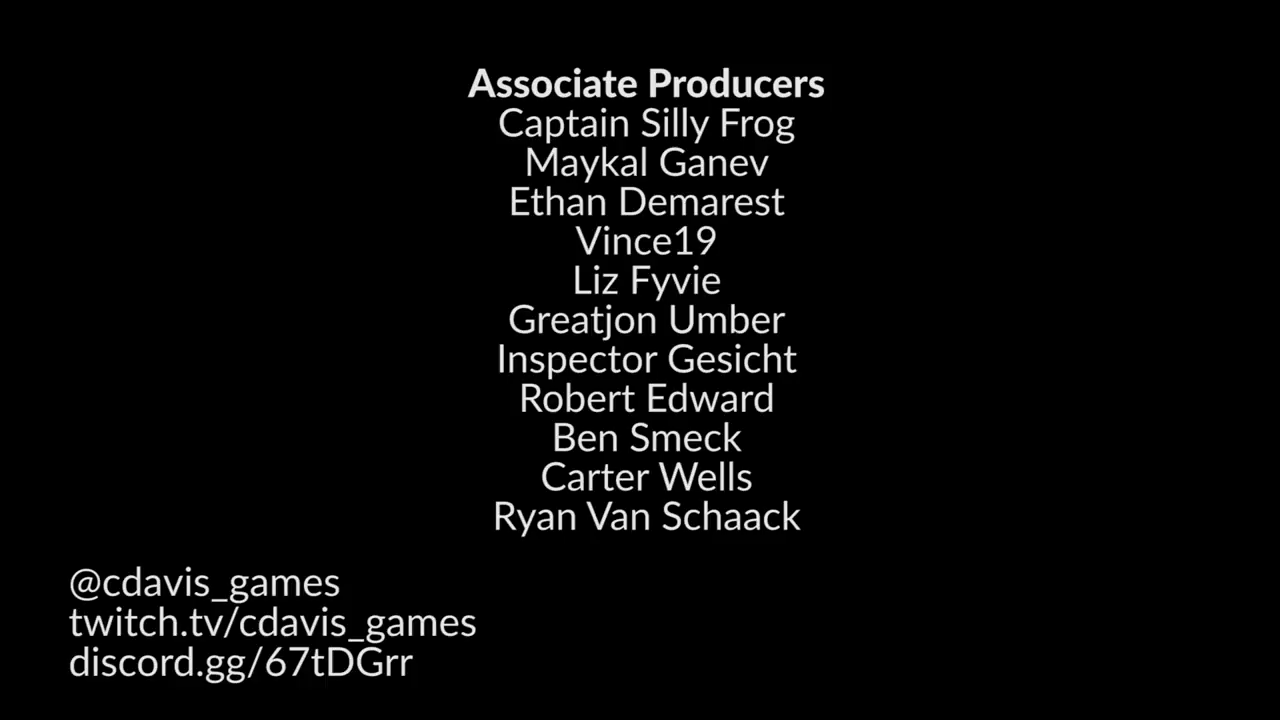 Associate Producers
Captain Silly Frog
Maykal Ganev
Ethan Demarest
Vince19
Liz Fyvie
Greatjon Umber
Inspector Gesicht
Robert Edward
Ben Smeck
Carter Wells
Ryan Van Schaack
@cdavis_games
twitch.tv/cdavis_games
discord.gg/67tDGrr